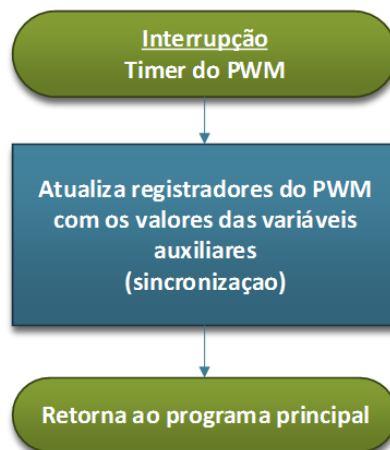 Interrupção
Timer do PWM
Atualiza registradores do PWM
com os valores das variáveis
auxiliares
(sincronizaçao)
Retorna ao programa principal